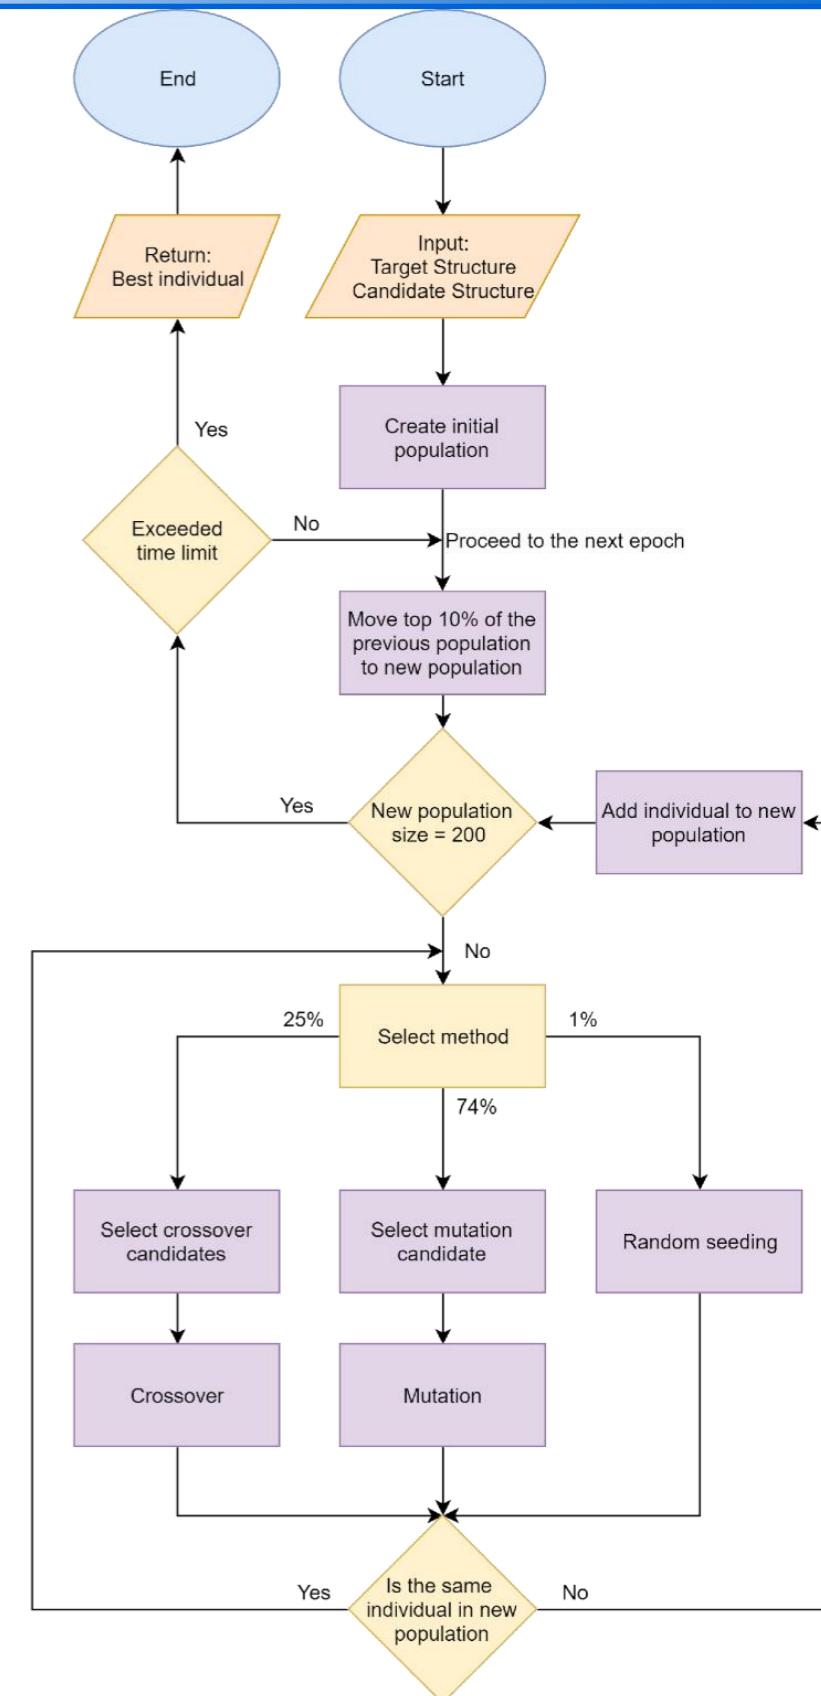 End
Start
Return:
Best individual
Input:
Target Structure
Candidate Structure
Yes
Create initial
population
Exceeded
time limit
No
Proceed to the next epoch
Move top 10% of the
previous population
to new population
Yes
New population
size = 200
Add individual to new
population
No
25%
Select method
1%
74%
Select crossover
candidates
Select mutation
candidate
Random seeding
Crossover
Mutation
Yes
Is the same
individual in new
population
No